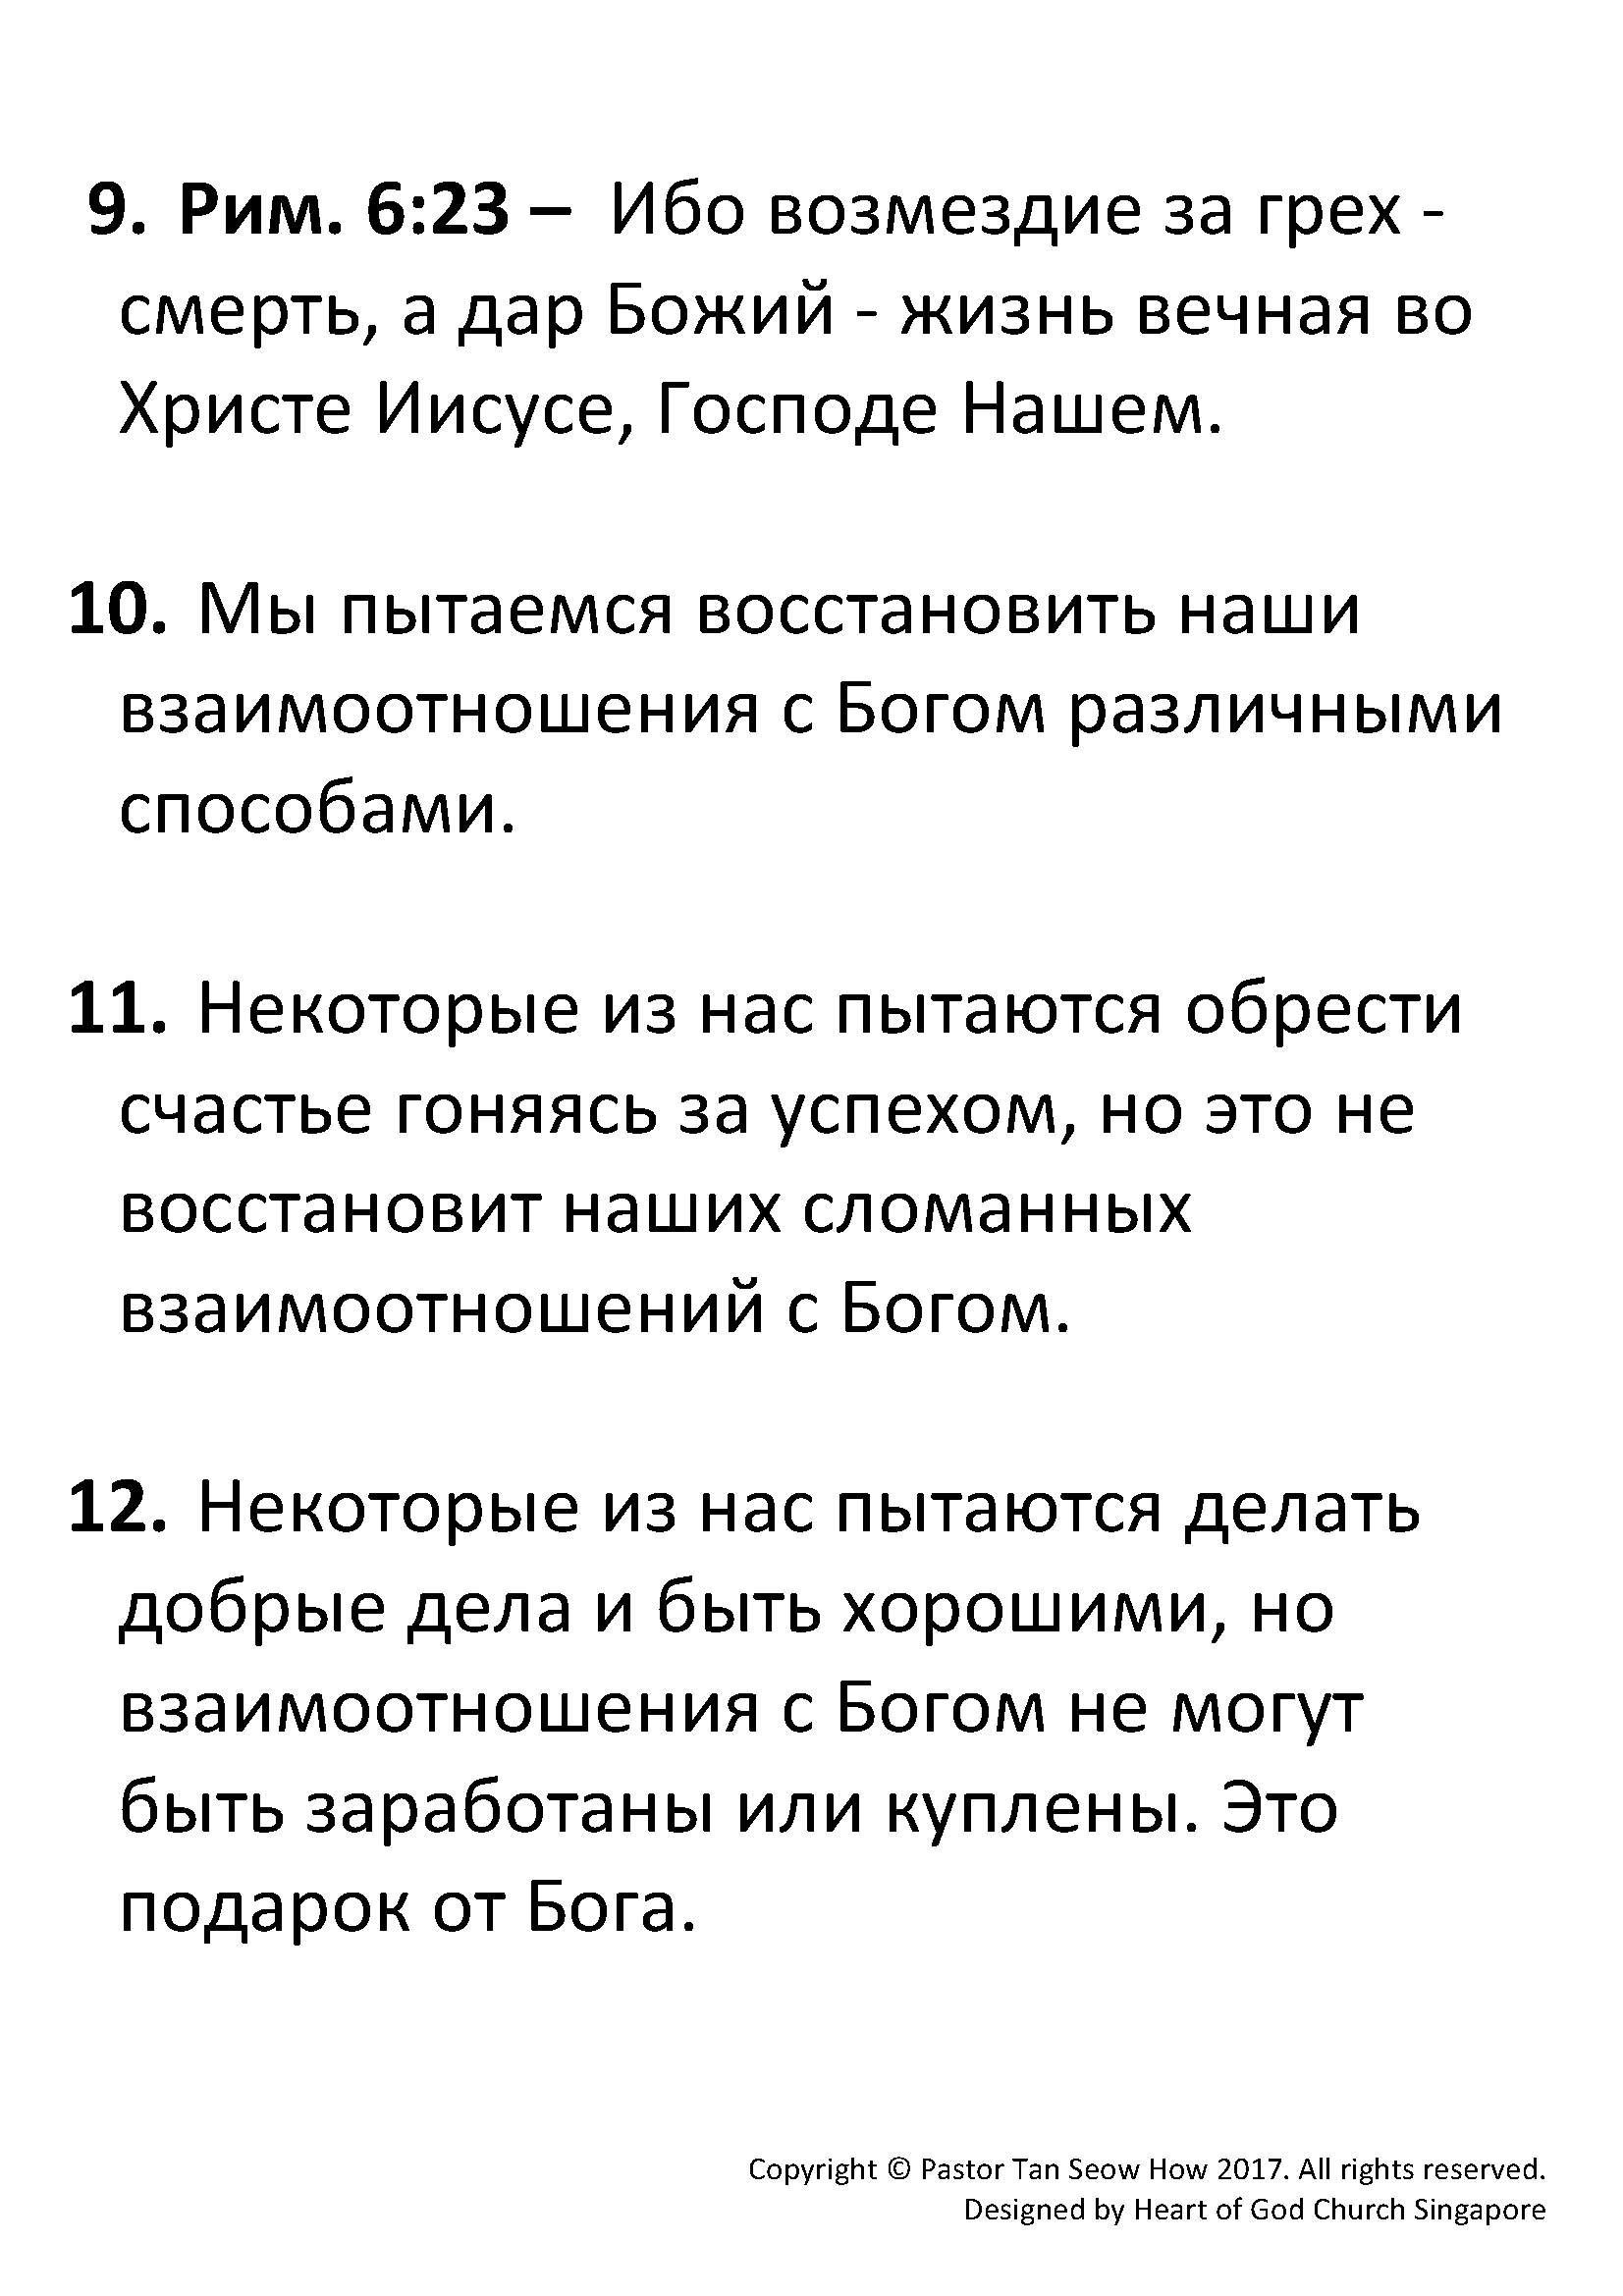 9. Рим. 6:23 – Ибо возмездие за грех -
смерть, а дар Божий - жизнь вечная во
Христе Иисусе, Господе Нашем.
10. Мы пытаемся восстановить наши
взаимоотношения с Богом различными
способами.
11. Некоторые из нас пытаются обрести
счастье гоняясь за успехом, но это не
восстановит наших сломанных
взаимоотношений с Богом.
12. Некоторые из нас пытаются делать
добрые дела и быть хорошими, но
взаимоотношения с Богом не могут
быть заработаны или куплены. Это
подарок от Бога.
Copyright © Pastor Tan Seow How 2017. All rights reserved.
Designed by Heart of God Church Singapore